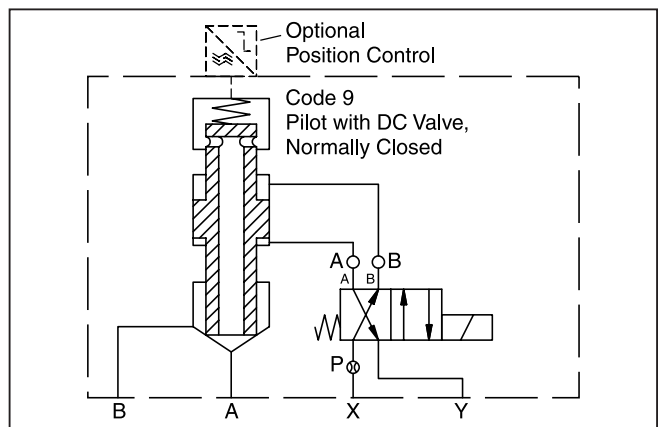 Optional
Position Control
Code 9
Pilot with DC Valve,
Normally Closed
A B
A B
P
B A X Y